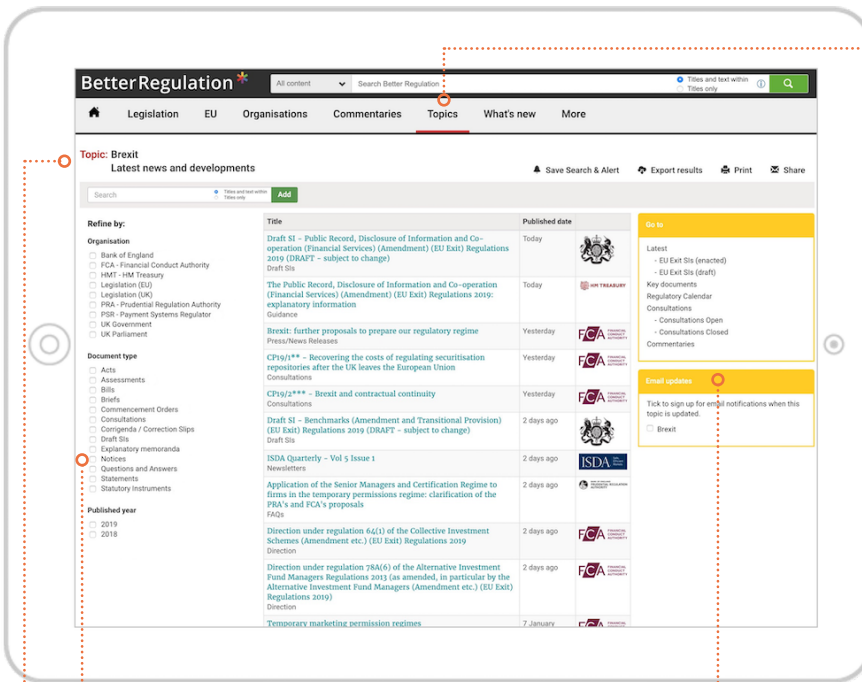 BetterRegulation
All content
Search Better Regulation
Titles and text within
Titles only
Legislation
EU
Organisations
Commentaries
Topics
What's new
More
Topic: Brexit
Latest news and developments
Save Search & Alert
Export results
Print
Share
Search
Titles and text within
Titles only
Add
Refine by:
Organisation
Bank of England
FCA - Financial Conduct Authority
HMT - HM Treasury
Legislation (EU)
Legislation (UK)
PRA - Prudential Regulation Authority
PSR - Payment Systems Regulator
UK Government
UK Parliament
Document type
Acts
Assessments
Bills
Briefs
Commencement Orders
Consultations
Corrigenda / Correction Slips
Draft SIs
Explanatory memoranda
Notices
Questions and Answers
Statements
Statutory Instruments
Published year
2019
2018
Title
Published date
Draft SI – Public Record, Disclosure of Information and Co-
operation (Financial Services) (Amendment) (EU Exit) Regulations
2019 (DRAFT – subject to change)
Draft SIs
Today
The Public Record, Disclosure of Information and Co-operation
(Financial Services) (Amendment) (EU Exit) Regulations 2019:
explanatory information
Guidance
Today
HM TREASURY
Brexit: further proposals to prepare our regulatory regime
Press/News Releases
Yesterday
FCA FINANCIAL CONDUCT AUTHORITY
CP19/1** – Recovering the costs of regulating securitisation
repositories after the UK leaves the European Union
Consultations
Yesterday
FCA FINANCIAL CONDUCT AUTHORITY
CP19/2*** – Brexit and contractual continuity
Consultations
Yesterday
FCA FINANCIAL CONDUCT AUTHORITY
Draft SI – Benchmarks (Amendment and Transitional Provision)
(EU Exit) Regulations 2019 (DRAFT – subject to change)
Draft SIs
2 days ago
ISDA Quarterly – Vol 5 Issue 1
Newsletters
2 days ago
ISDA
Application of the Senior Managers and Certification Regime to
firms in the temporary permissions regime: clarification of the
PRA's and FCA's proposals
FAQs
2 days ago
Direction under regulation 64(1) of the Collective Investment
Schemes (Amendment etc.) (EU Exit) Regulations 2019
Direction
2 days ago
FCA FINANCIAL CONDUCT AUTHORITY
Direction under regulation 78A(6) of the Alternative Investment
Fund Managers Regulations 2013 (as amended, in particular by the
Alternative Investment Fund Managers (Amendment etc.) (EU Exit)
Regulations 2019)
Direction
2 days ago
FCA FINANCIAL CONDUCT AUTHORITY
Temporary marketing permission regimes
7 January
FCA
Go to
Latest
- EU Exit SIs (enacted)
- EU Exit SIs (draft)
Key documents
Regulatory Calendar
Consultations
- Consultations Open
- Consultations Closed
Commentaries
Email updates
Tick to sign up for email notifications when this
topic is updated.
Brexit